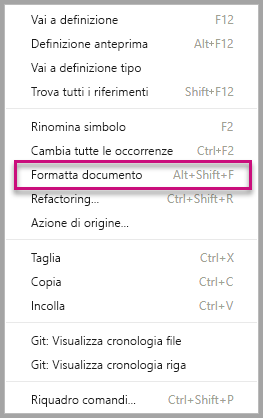 Vai a definizione F12
Definizione anteprima Alt+F12
Vai a definizione tipo
Trova tutti i riferimenti Shift+F12
Rinomina simbolo F2
Cambia tutte le occorrenze Ctrl+F2
Formatta documento Alt+Shift+F
Refactoring... Ctrl+Shift+R
Azione di origine...
Taglia Ctrl+X
Copia Ctrl+C
Incolla Ctrl+V
Git: Visualizza cronologia file
Git: Visualizza cronologia riga
Riquadro comandi... Ctrl+Shift+P